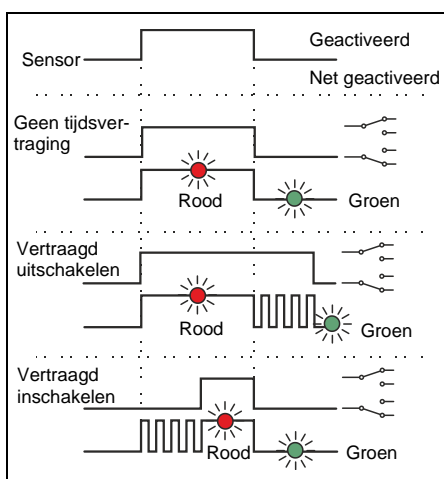 Geactiveerd
Sensor
Net geactiveerd
Geen tijdsver-
traging
Rood
Groen
Vertraagd
uitschakelen
Rood
Groen
Vertraagd
inschakelen
Rood
Groen